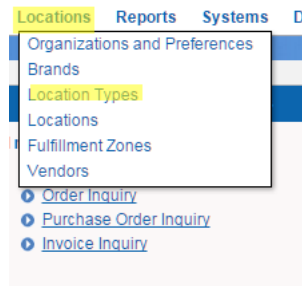 Locations Reports Systems D
Organizations and Preferences
Brands
Location Types
Locations
Fulfillment Zones
Vendors
Order Inquiry
Purchase Order Inquiry
Invoice Inquiry